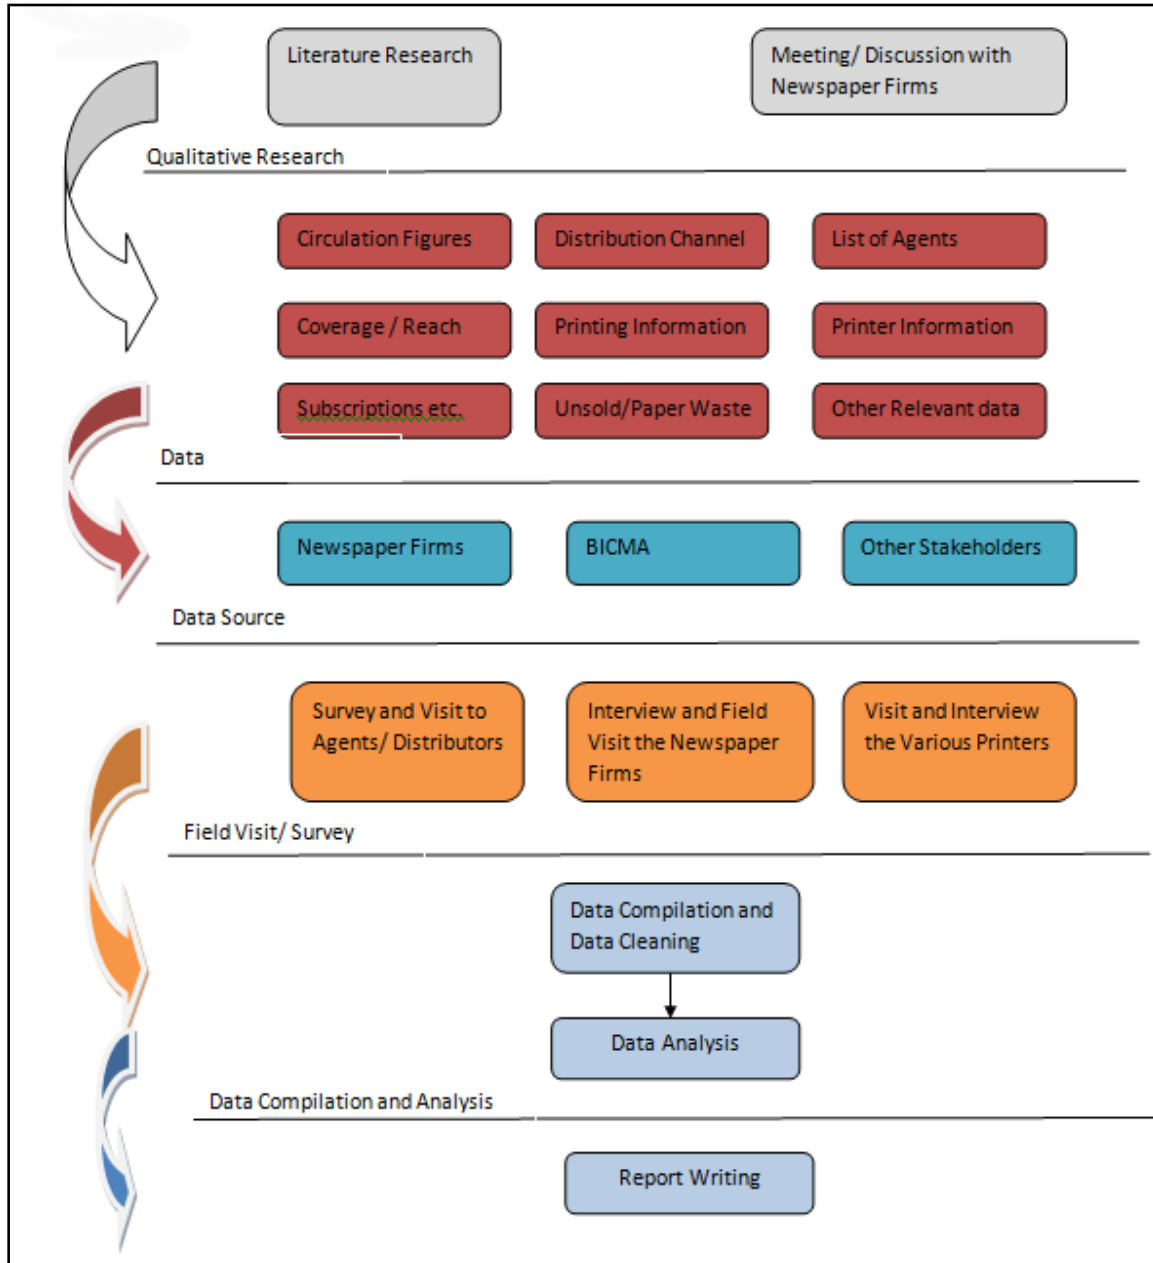 Literature Research
Meeting/ Discussion with
Newspaper Firms
Qualitative Research
Circulation Figures
Distribution Channel
List of Agents
Coverage / Reach
Printing Information
Printer Information
Subscriptions etc.
Unsold/Paper Waste
Other Relevant data
Data
Newspaper Firms
BICMA
Other Stakeholders
Data Source
Survey and Visit to
Agents/ Distributors
Interview and Field
Visit the Newspaper
Firms
Visit and Interview
the Various Printers
Field Visit/ Survey
Data Compilation and
Data Cleaning
Data Analysis
Data Compilation and Analysis
Report Writing